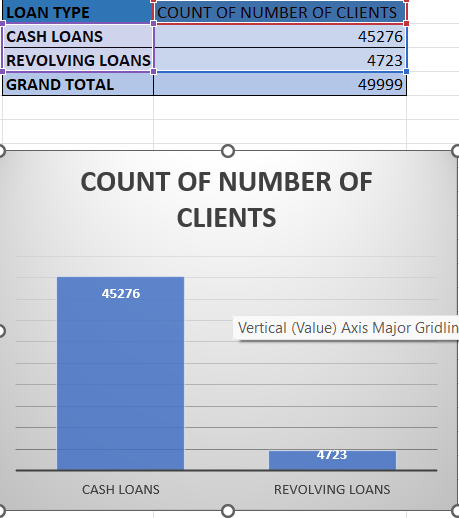 LOAN TYPE COUNT OF NUMBER OF CLIENTS
CASH LOANS 45276
REVOLVING LOANS 4723
GRAND TOTAL 49999
COUNT OF NUMBER OF
CLIENTS
45276
Vertical (Value) Axis Major Gridlin
4723
CASH LOANS REVOLVING LOANS